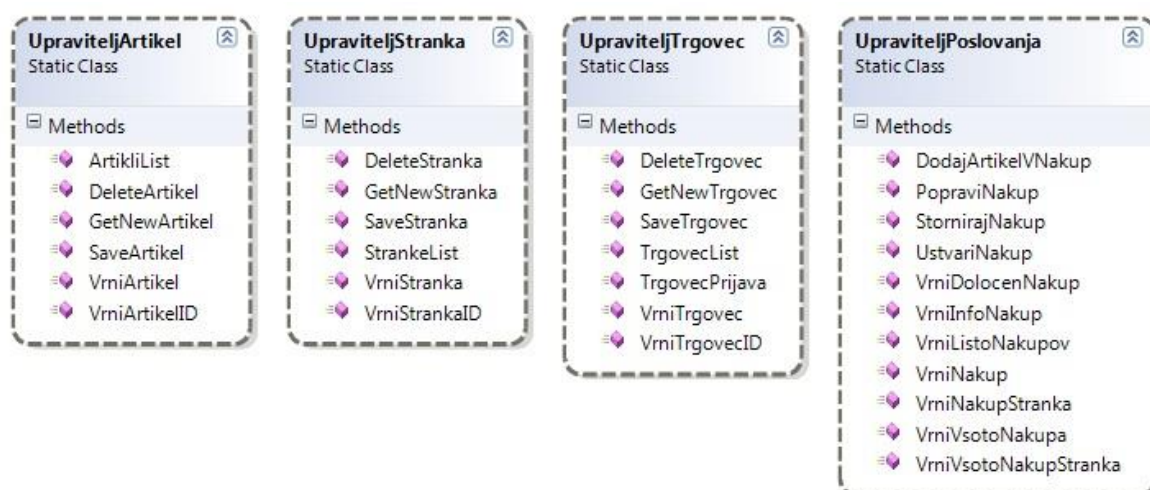 UpraviteljArtikel
Static Class
Methods
ArtikliList
DeleteArtikel
GetNewArtikel
SaveArtikel
VrniArtikel
VrniArtikelID
UpraviteljStranka
Static Class
Methods
DeleteStranka
GetNewStranka
SaveStranka
StrankeList
VrniStranka
VrniStrankaID
UpraviteljTrgovec
Static Class
Methods
DeleteTrgovec
GetNewTrgovec
SaveTrgovec
TrgovecList
TrgovecPrijava
VrniTrgovec
VrniTrgovecID
UpraviteljPoslovanja
Static Class
Methods
DodajArtikelVNakup
PopraviNakup
StornirajNakup
UstvariNakup
VrniDolocenNakup
VrniInfoNakup
VrniListoNakupov
VrniNakup
VrniNakupStranka
VrniVsotoNakupa
VrniVsotoNakupStranka